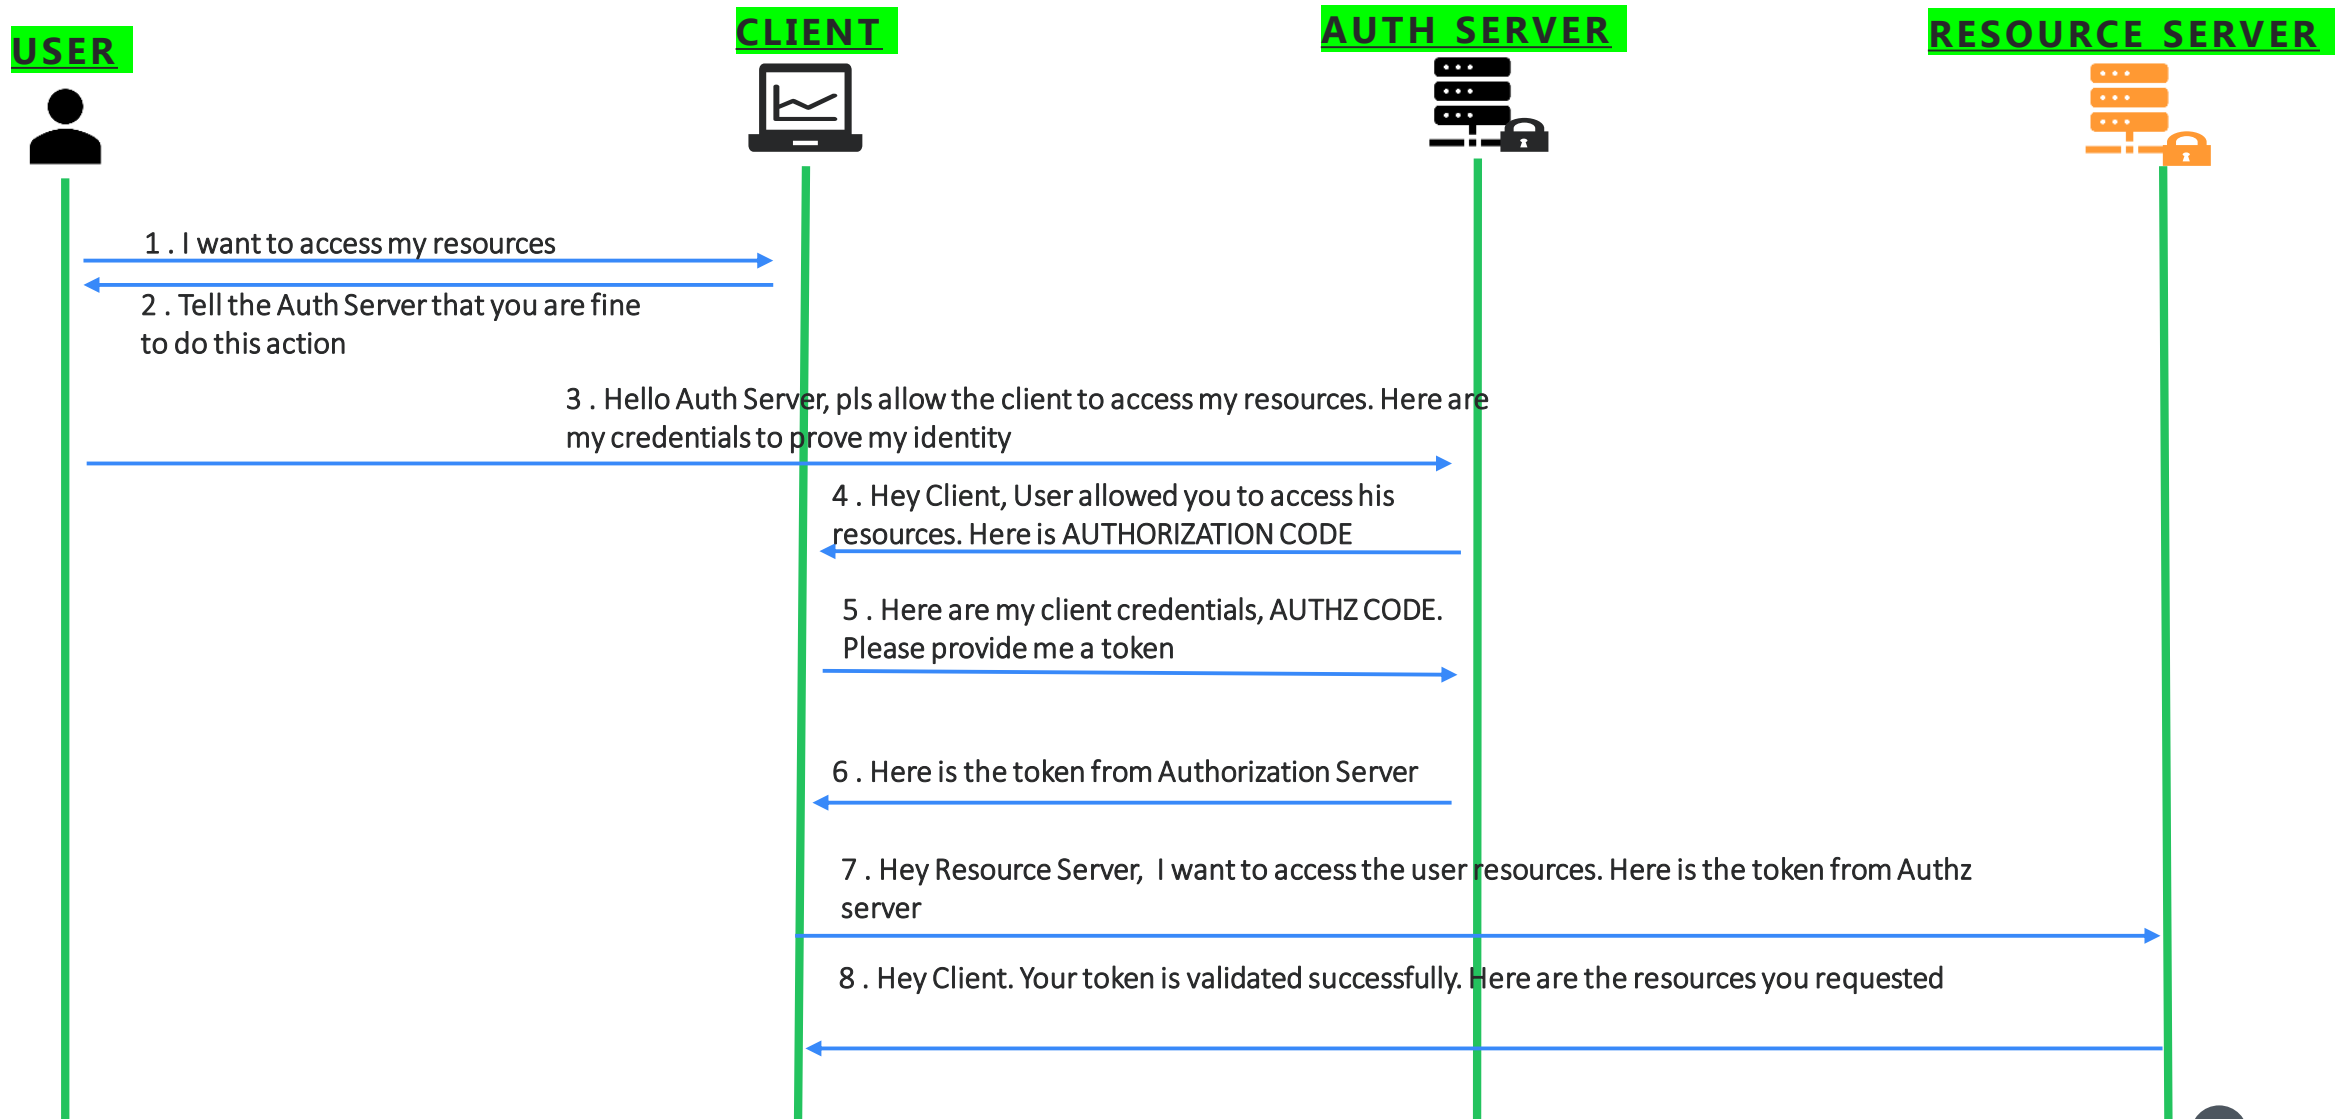 USER
CLIENT
AUTH SERVER
RESOURCE SERVER
1 . I want to access my resources
2 . Tell the Auth Server that you are fine
to do this action
3 . Hello Auth Server, pls allow the client to access my resources. Here are
my credentials to prove my identity
4 . Hey Client, User allowed you to access his
resources. Here is AUTHORIZATION CODE
5 . Here are my client credentials, AUTHZ CODE.
Please provide me a token
6 . Here is the token from Authorization Server
7 . Hey Resource Server,  I want to access the user resources. Here is the token from Authz
server
8 . Hey Client. Your token is validated successfully. Here are the resources you requested